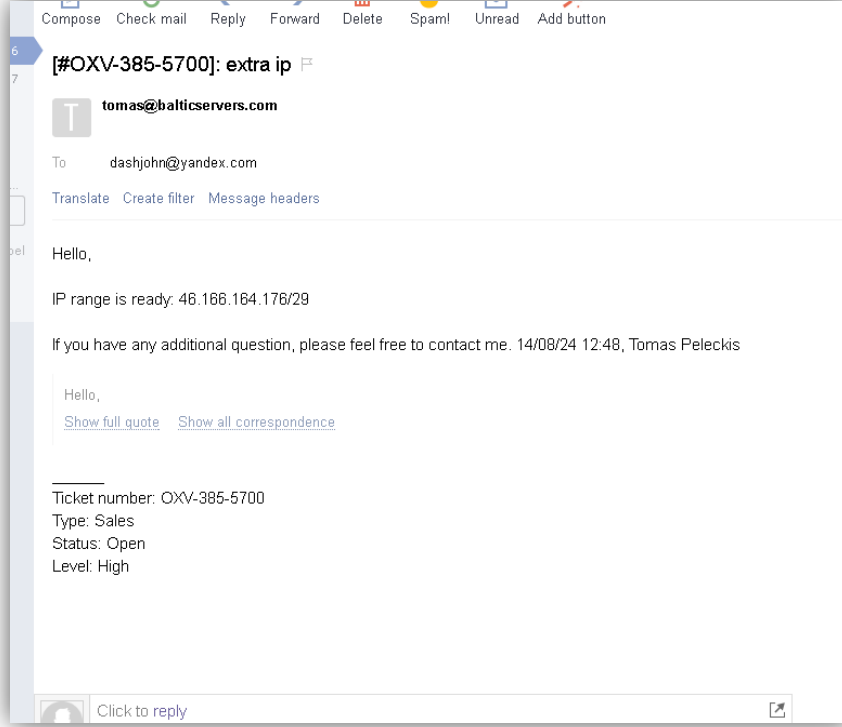 Compose Check mail Reply Forward Delete Spam! Unread Add button
6
[#OXV-385-5700]: extra ip
7
T
tomas@balticservers.com
To dashjohn@yandex.com
...
Translate Create filter Message headers
Hello,
IP range is ready: 46.166.164.176/29
If you have any additional question, please feel free to contact me. 14/08/24 12:48, Tomas Peleckis
Hello,
Show full quote Show all correspondence
Ticket number: OXV-385-5700
Type: Sales
Status: Open
Level: High
Click to reply